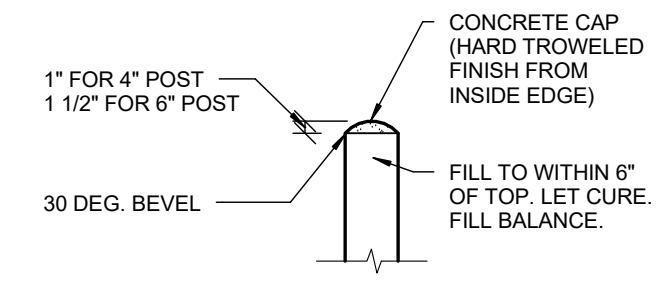 CONCRETE CAP
(HARD TROWELED
FINISH FROM
INSIDE EDGE)
1" FOR 4" POST
1 1/2" FOR 6" POST
FILL TO WITHIN 6"
OF TOP. LET CURE.
FILL BALANCE.
30 DEG. BEVEL